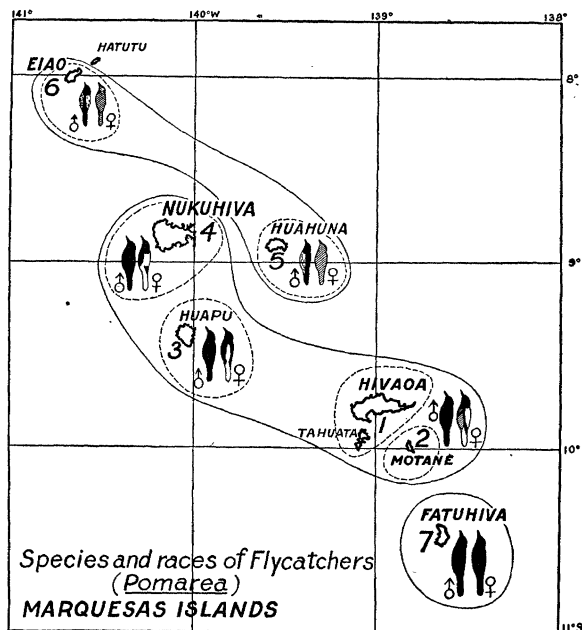 141° 140°W 139° 138°
HATUTU
EIAO
6
♂ ♀
8°
NUKUHIVA
4
♂ ♀
HUAHUNA
5
♂ ♀
9°
HUAPU
3
♂ ♀
HIVAOA
1
♂ ♀
TAHUATA
2
MOTANÉ
10°
FATUHIVA
7
♂ ♀
Species and races of Flycatchers
(Pomarea)
MARQUESAS ISLANDS
11°S